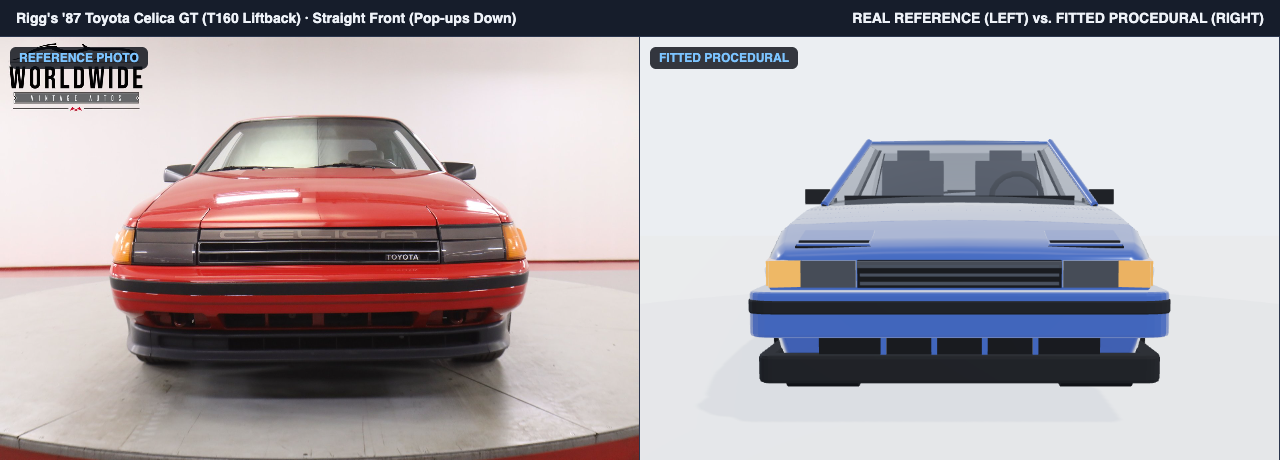 Rigg's '87 Toyota Celica GT (T160 Liftback) · Straight Front (Pop-ups Down)
REAL REFERENCE (LEFT) vs. FITTED PROCEDURAL (RIGHT)
REFERENCE PHOTO
FITTED PROCEDURAL
WORLDWIDE
VINTAGE AUTOS
CELICA
TOYOTA